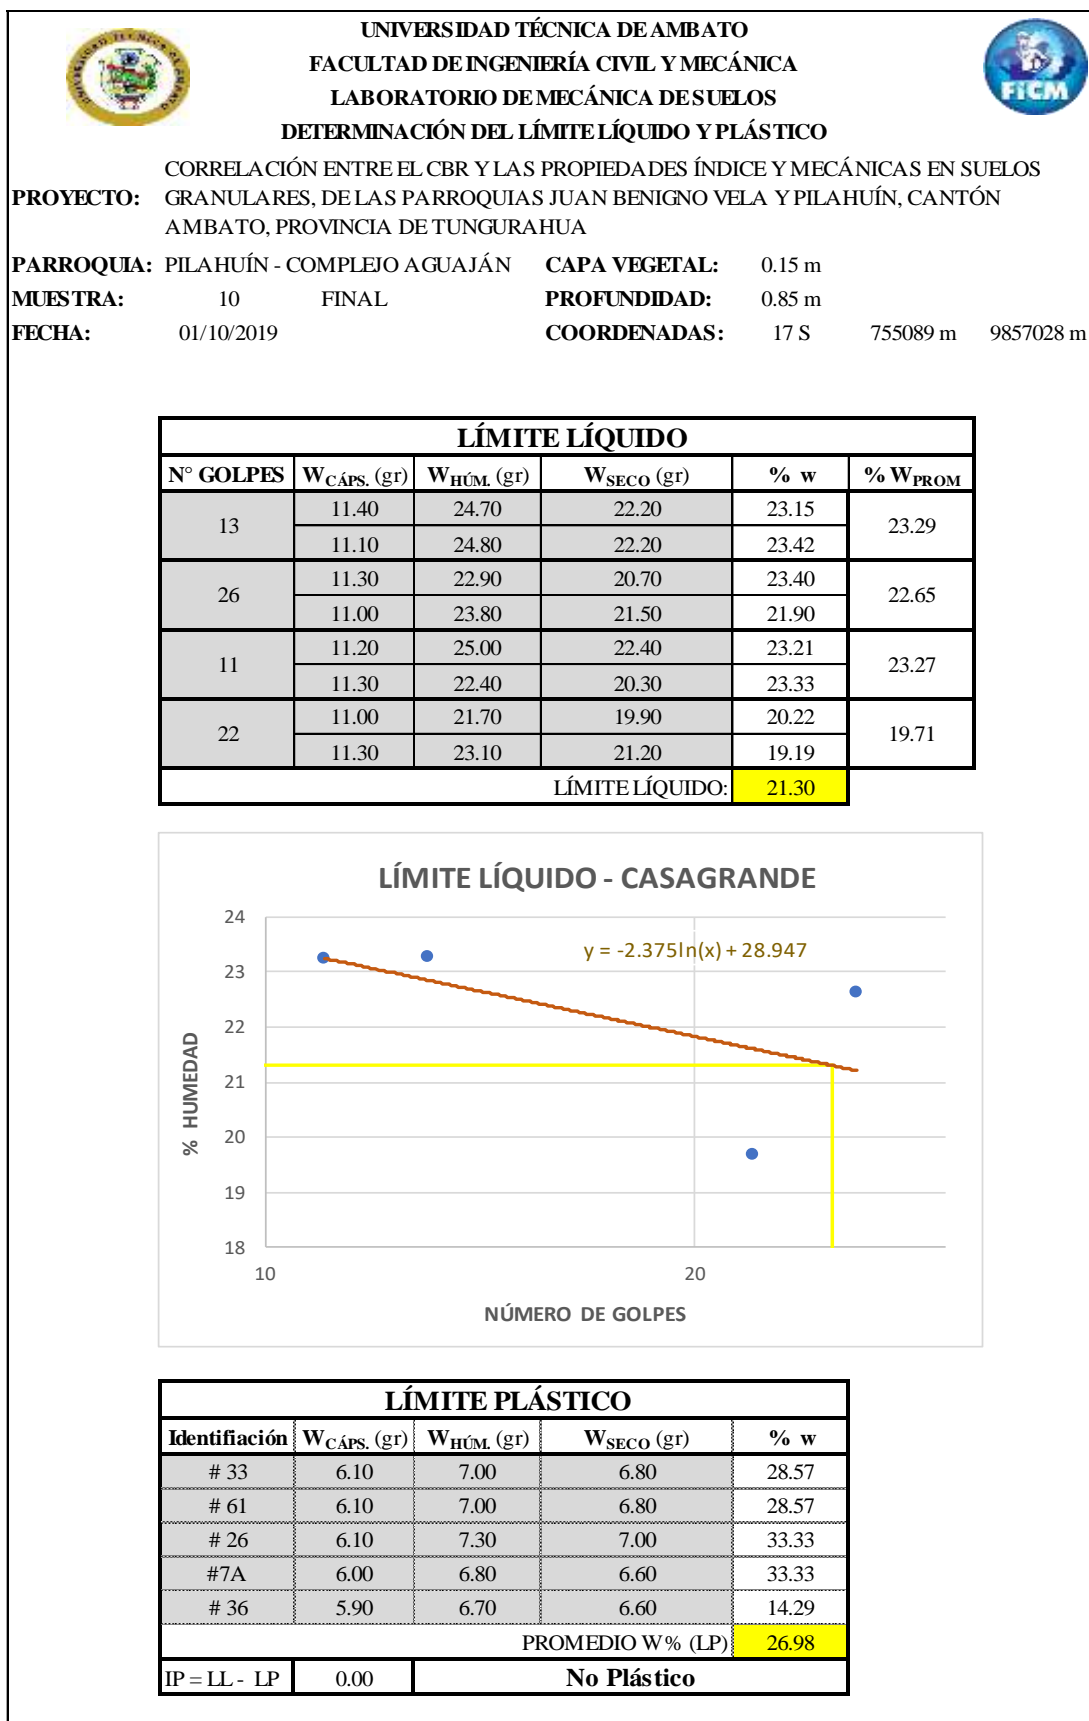 UNIVERSIDAD TÉCNICA DE AMBATO
FACULTAD DE INGENIERÍA CIVIL Y MECÁNICA
LABORATORIO DE MECÁNICA DE SUELOS
DETERMINACIÓN DEL LÍMITE LÍQUIDO Y PLÁSTICO
UNIVERSIDAD TECNICA DE AMBATO
FICM
PROYECTO: CORRELACIÓN ENTRE EL CBR Y LAS PROPIEDADES ÍNDICE Y MECÁNICAS EN SUELOS
GRANULARES, DE LAS PARROQUIAS JUAN BENIGNO VELA Y PILAHUÍN, CANTÓN
AMBATO, PROVINCIA DE TUNGURAHUA
PARROQUIA: PILAHUÍN - COMPLEJO AGUAJÁN CAPA VEGETAL: 0.15 m
MUESTRA: 10 FINAL PROFUNDIDAD: 0.85 m
FECHA: 01/10/2019 COORDENADAS: 17 S 755089 m 9857028 m
LÍMITE LÍQUIDO
N° GOLPES W CÁPS. (gr) W HÚM. (gr) W SECO (gr) % w % W PROM
13 11.40 24.70 22.20 23.15 23.29
11.10 24.80 22.20 23.42
26 11.30 22.90 20.70 23.40 22.65
11.00 23.80 21.50 21.90
11 11.20 25.00 22.40 23.21 23.27
11.30 22.40 20.30 23.33
22 11.00 21.70 19.90 20.22 19.71
11.30 23.10 21.20 19.19
LÍMITE LÍQUIDO: 21.30
LÍMITE LÍQUIDO - CASAGRANDE
y = -2.375ln(x) + 28.947
24
23
22
21
20
19
18
% HUMEDAD
10 20
NÚMERO DE GOLPES
LÍMITE PLÁSTICO
Identifiación W CÁPS. (gr) W HÚM. (gr) W SECO (gr) % w
# 33 6.10 7.00 6.80 28.57
# 61 6.10 7.00 6.80 28.57
# 26 6.10 7.30 7.00 33.33
#7A 6.00 6.80 6.60 33.33
# 36 5.90 6.70 6.60 14.29
PROMEDIO W% (LP) 26.98
IP = LL - LP 0.00 No Plástico